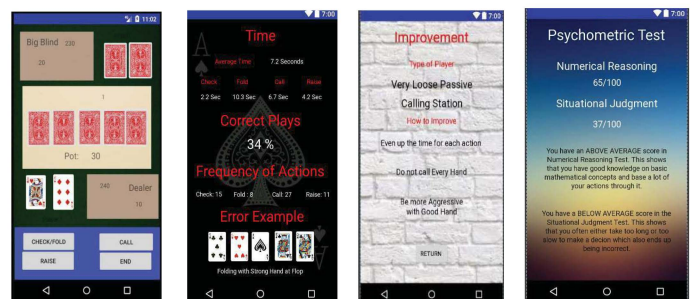 11:02
Big Blind 230
20
1
Pot: 30
240 Dealer
10
CHECK/FOLD CALL
RAISE END
7:00
Time
Average Time 7.2 Seconds
Check Fold Call Raise
2.2 Sec 10.3 Sec 6.7 Sec 4.2 Sec
Correct Plays
34 %
Frequency of Actions
Check: 15 Fold : 8 Call: 27 Raise: 11
Error Example
Folding with Strong Hand at Flop
7:00
Improvement
Type of Player
Very Loose Passive
Calling Station
How to Improve
Even up the time for each action
Do not call Every Hand
Be more Aggressive
with Good Hand
RETURN
7:00
Psychometric Test
Numerical Reasoning
65/100
Situational Judgment
37/100
You have an ABOVE AVERAGE score in
Numerical Reasoning Test. This shows
that you have good knowledge on basic
mathematical concepts and base a lot of
your actions through it.
You have a BELOW AVERAGE score in the
Situational Judgment Test. This shows
that you often either take too long or too
slow to make a decion which also ends up
being incorrect.